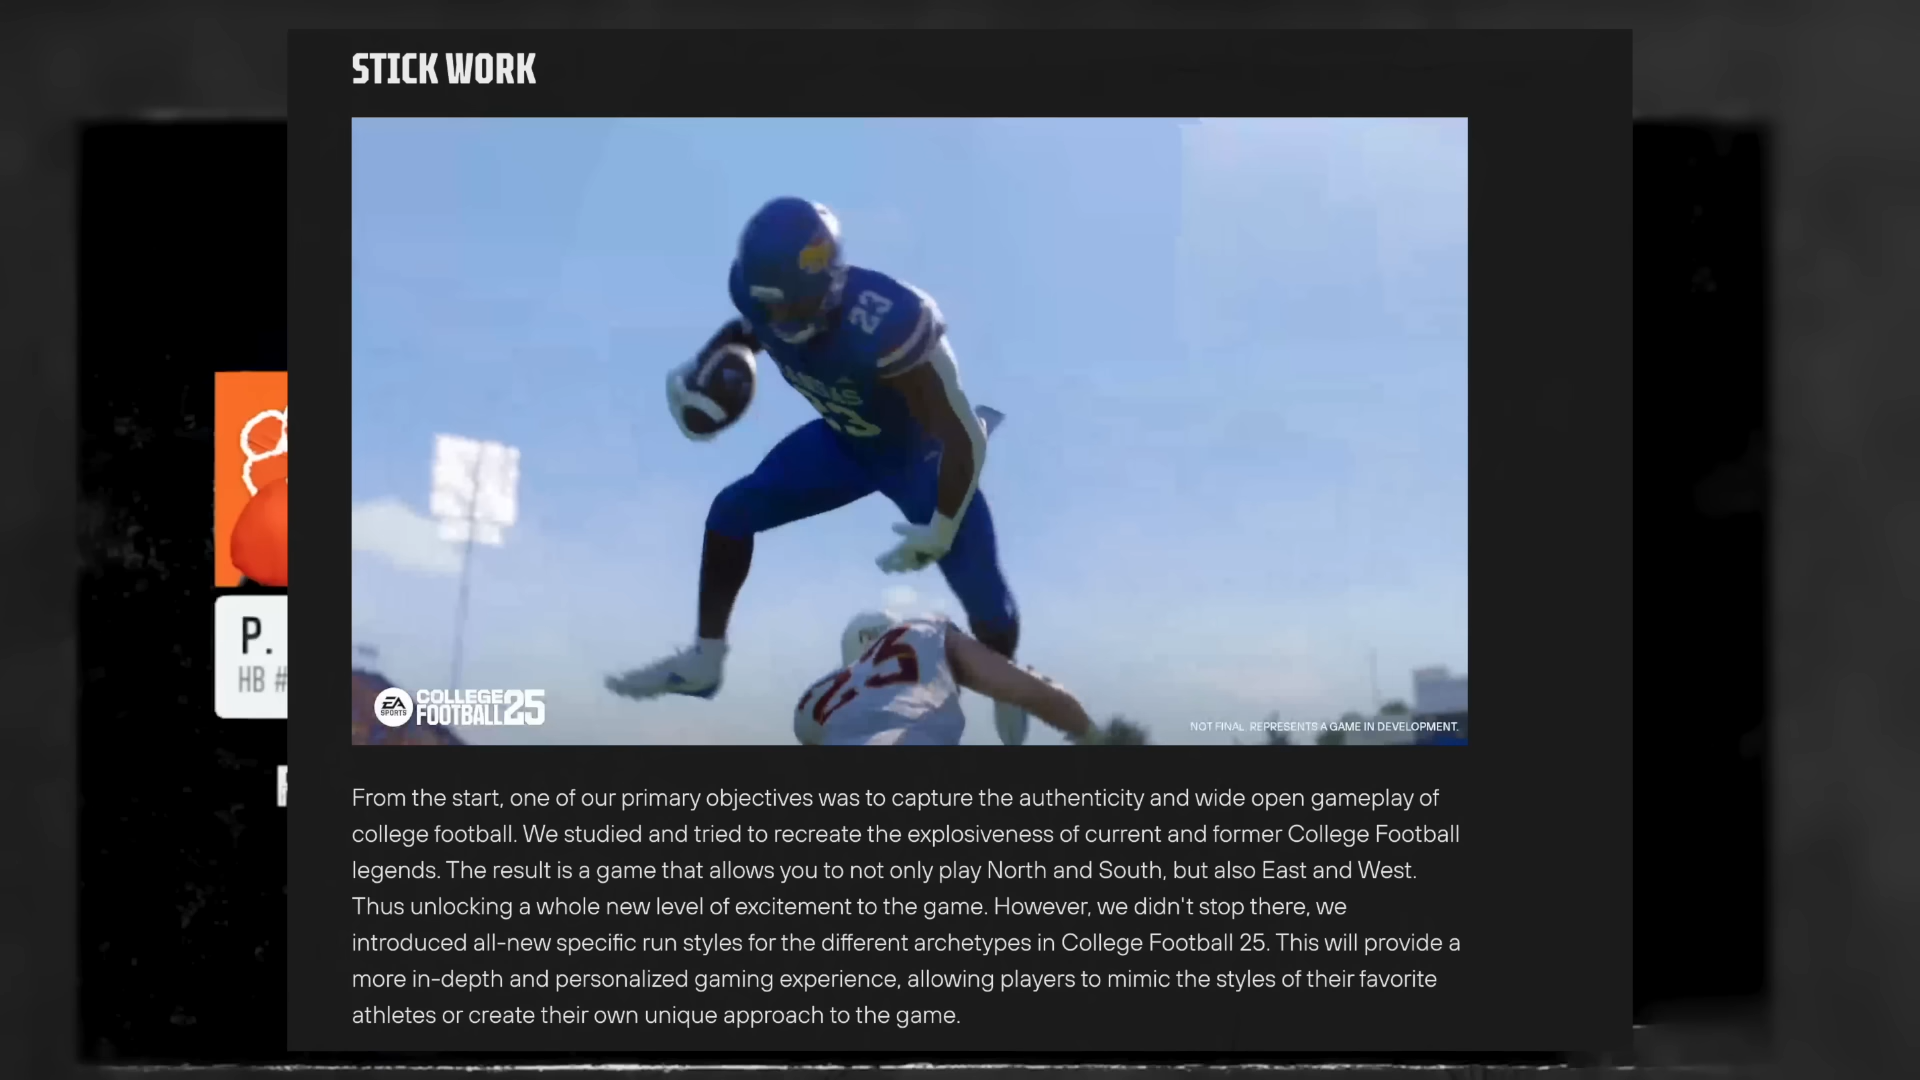 STICK WORK
23
23
23
P.
HB #
EA
SPORTS
COLLEGE
FOOTBALL 25
NOT FINAL. REPRESENTS A GAME IN DEVELOPMENT.
From the start, one of our primary objectives was to capture the authenticity and wide open gameplay of
college football. We studied and tried to recreate the explosiveness of current and former College Football
legends. The result is a game that allows you to not only play North and South, but also East and West.
Thus unlocking a whole new level of excitement to the game. However, we didn't stop there, we
introduced all-new specific run styles for the different archetypes in College Football 25. This will provide a
more in-depth and personalized gaming experience, allowing players to mimic the styles of their favorite
athletes or create their own unique approach to the game.